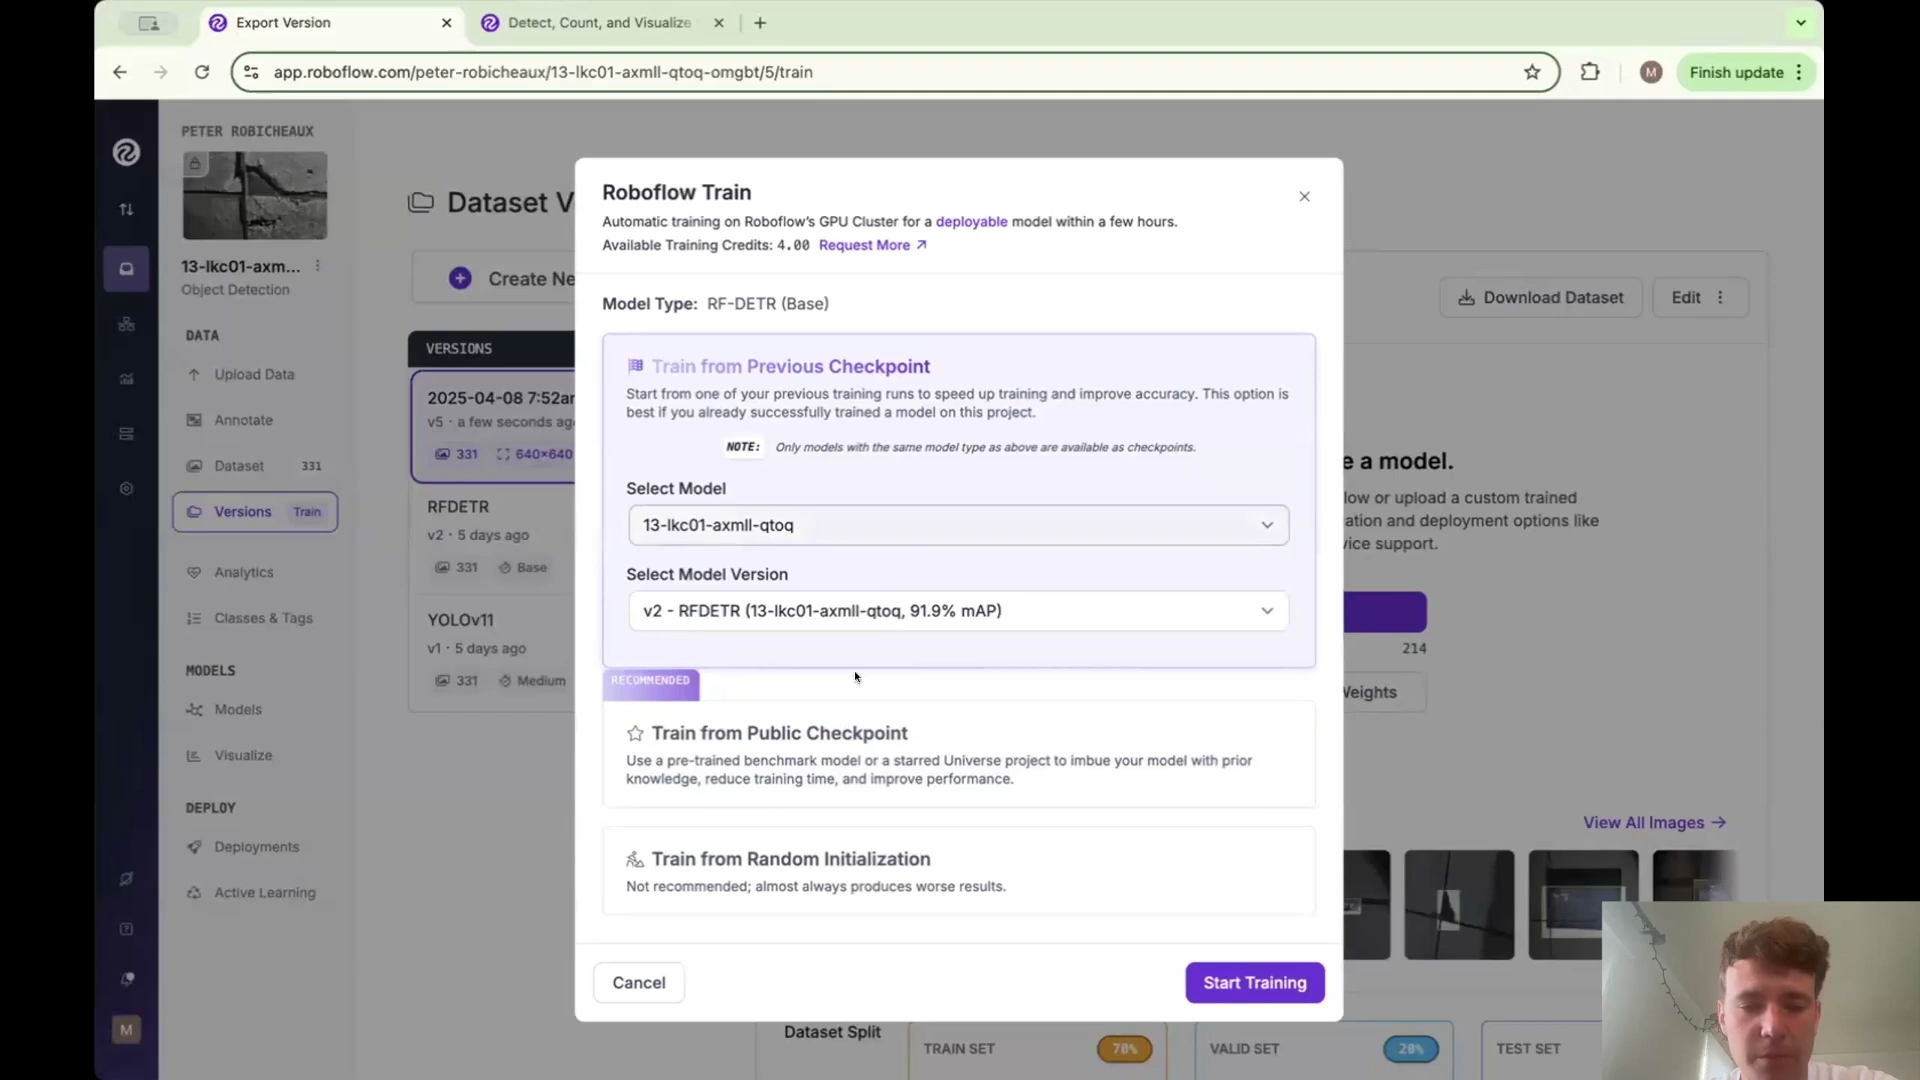 Export Version
Detect, Count, and Visualize
app.roboflow.com/peter-robicheaux/13-lkc01-axmll-qtoq-omgbt/5/train
M
Finish update
PETER ROBICHEAUX
13-lkc01-axm...
Object Detection
DATA
Upload Data
Annotate
Dataset 331
Versions Train
Analytics
Classes & Tags
MODELS
Models
Visualize
DEPLOY
Deployments
Active Learning
M
Dataset V
Create Ne
VERSIONS
2025-04-08 7:52am
v5 · a few seconds ago
331 640×640
RFDETR
v2 · 5 days ago
331 Base
YOLOv11
v1 · 5 days ago
331 Medium
Roboflow Train
Automatic training on Roboflow's GPU Cluster for a deployable model within a few hours.
Available Training Credits: 4.00 Request More
Model Type: RF-DETR (Base)
Train from Previous Checkpoint
Start from one of your previous training runs to speed up training and improve accuracy. This option is
best if you already successfully trained a model on this project.
NOTE: Only models with the same model type as above are available as checkpoints.
Select Model
13-lkc01-axmll-qtoq
Select Model Version
v2 - RFDETR (13-lkc01-axmll-qtoq, 91.9% mAP)
RECOMMENDED
Train from Public Checkpoint
Use a pre-trained benchmark model or a starred Universe project to imbue your model with prior
knowledge, reduce training time, and improve performance.
Train from Random Initialization
Not recommended; almost always produces worse results.
Cancel
Start Training
Download Dataset
Edit
e a model.
low or upload a custom trained
ation and deployment options like
vice support.
214
Weights
View All Images
Dataset Split
TRAIN SET 70%
VALID SET 20%
TEST SET